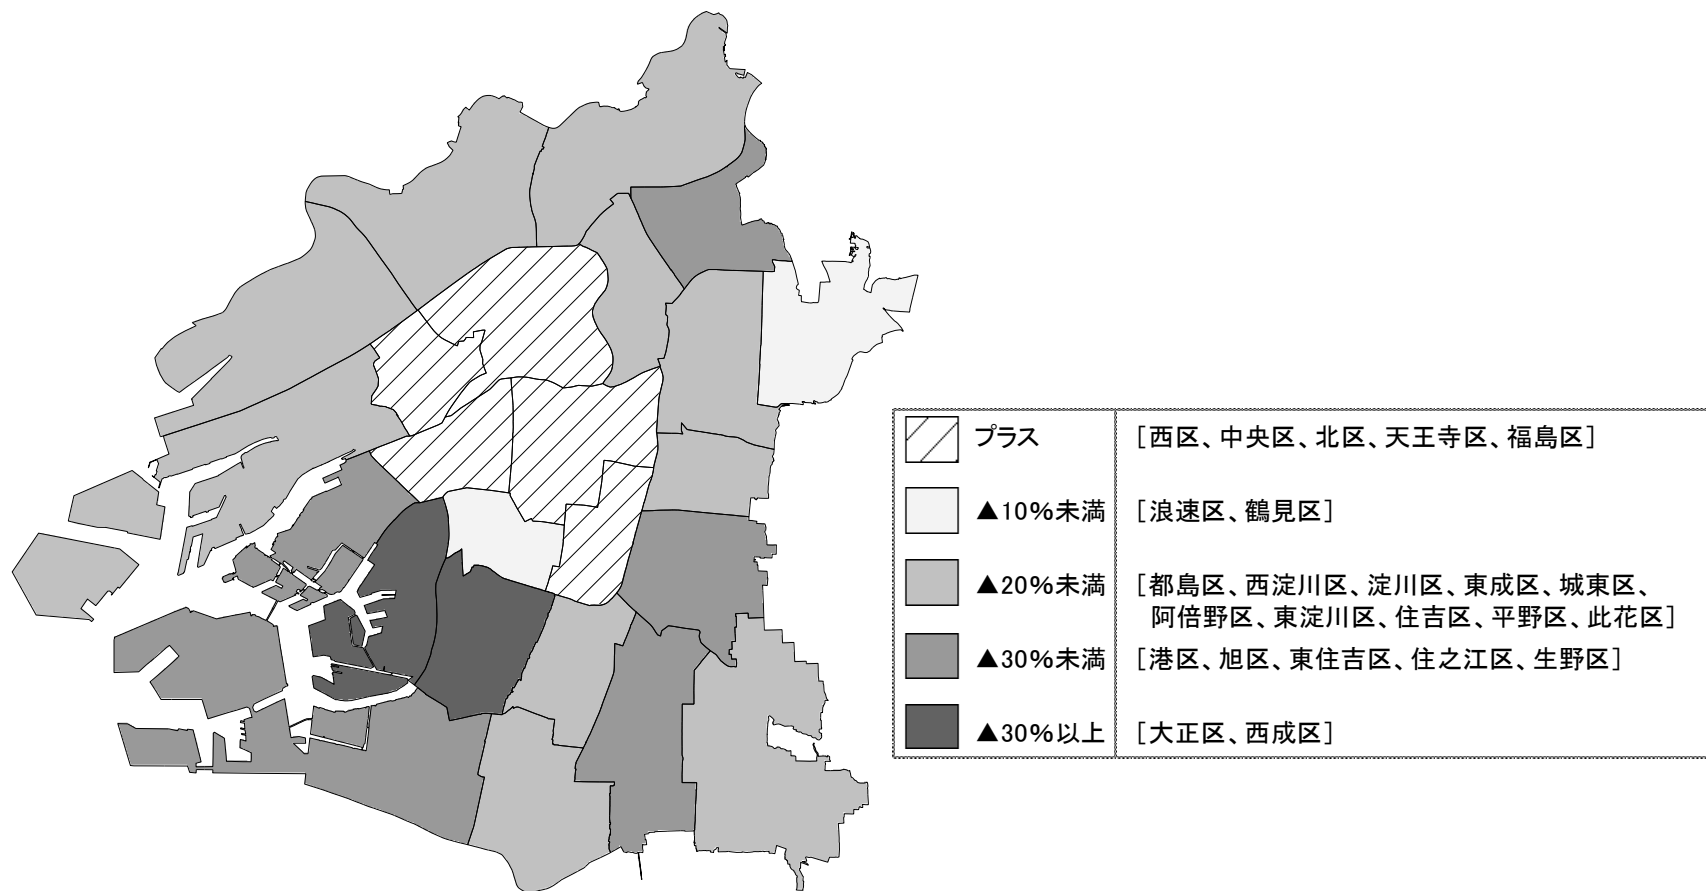 プラス [西区、中央区、北区、天王寺区、福島区]
▲10%未満 [浪速区、鶴見区]
▲20%未満 [都島区、西淀川区、淀川区、東成区、城東区、
阿倍野区、東淀川区、住吉区、平野区、此花区]
▲30%未満 [港区、旭区、東住吉区、住之江区、生野区]
▲30%以上 [大正区、西成区]